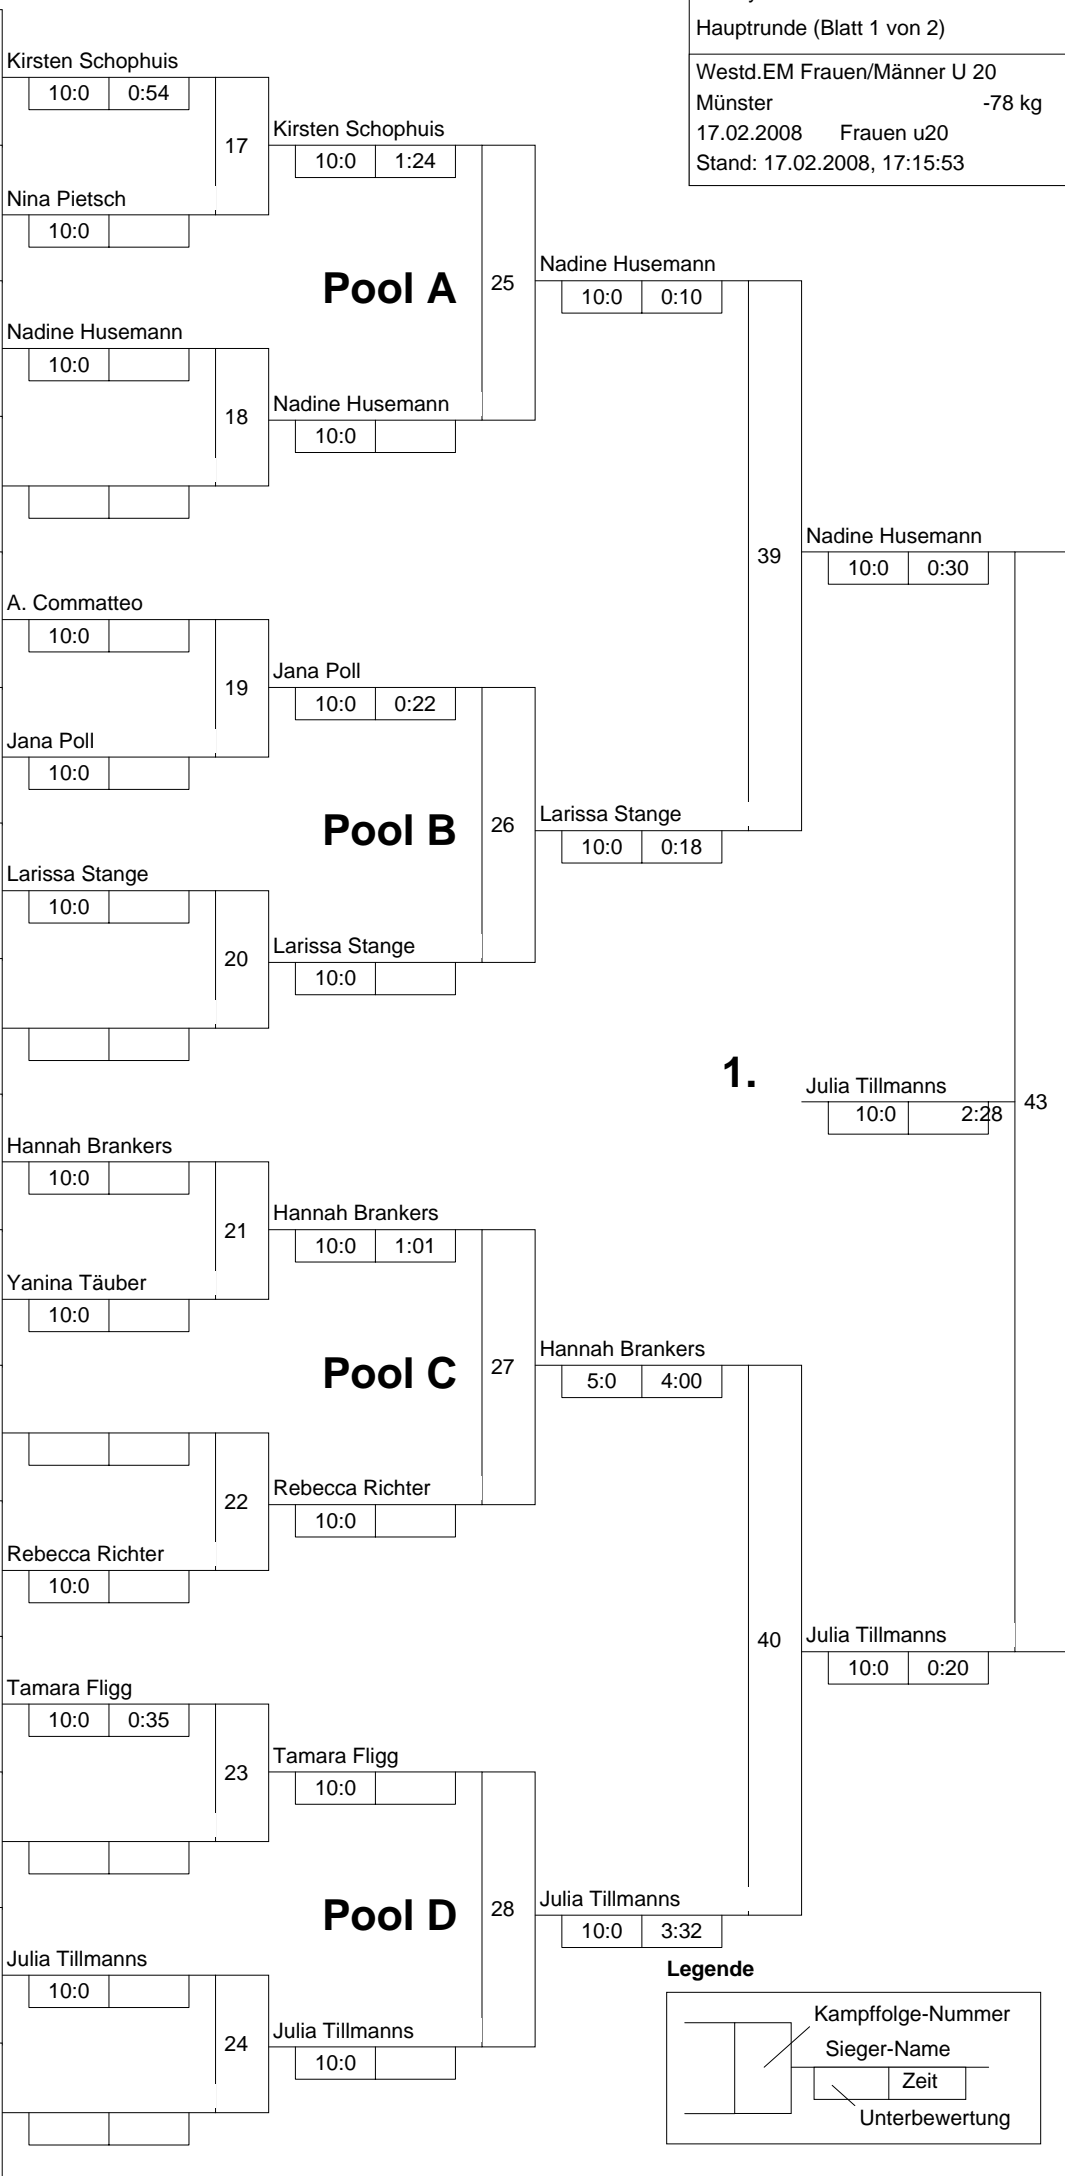 Hauptrunde (Blatt 1 von 2)
Westd.EM Frauen/Männer U 20
Münster -78 kg
17.02.2008 Frauen u20
Stand: 17.02.2008, 17:15:53
Kirsten Schophuis
10:0 0:54
17
Kirsten Schophuis
10:0 1:24
Nina Pietsch
10:0
Pool A
25
Nadine Husemann
10:0 0:10
Nadine Husemann
10:0
18
Nadine Husemann
10:0
39
Nadine Husemann
10:0 0:30
A. Commatteo
10:0
19
Jana Poll
10:0 0:22
Jana Poll
10:0
Pool B
26
Larissa Stange
10:0 0:18
Larissa Stange
10:0
20
Larissa Stange
10:0
1.
Julia Tillmanns
10:0 2:28
43
Hannah Brankers
10:0
21
Hannah Brankers
10:0 1:01
Yanina Täuber
10:0
Pool C
27
Hannah Brankers
5:0 4:00
22
Rebecca Richter
10:0
Rebecca Richter
10:0
40
Julia Tillmanns
10:0 0:20
Tamara Fligg
10:0 0:35
23
Tamara Fligg
10:0
Pool D
28
Julia Tillmanns
10:0 3:32
Julia Tillmanns
10:0
24
Julia Tillmanns
10:0
Legende
Kampffolge-Nummer
Sieger-Name
Zeit
Unterbewertung